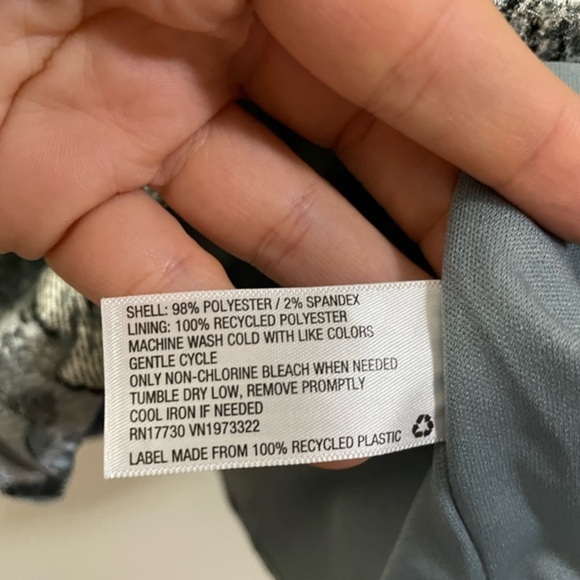 SHELL: 98% POLYESTER / 2% SPANDEX
LINING: 100% RECYCLED POLYESTER
MACHINE WASH COLD WITH LIKE COLORS
GENTLE CYCLE
ONLY NON-CHLORINE BLEACH WHEN NEEDED
TUMBLE DRY LOW, REMOVE PROMPTLY
COOL IRON IF NEEDED
RN17730 VN1973322
LABEL MADE FROM 100% RECYCLED PLASTIC